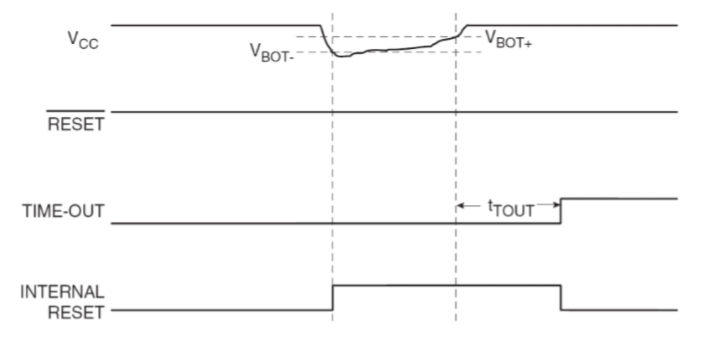 VCC
VBOT-
VBOT+
RESET
TIME-OUT
tTOUT
INTERNAL
RESET